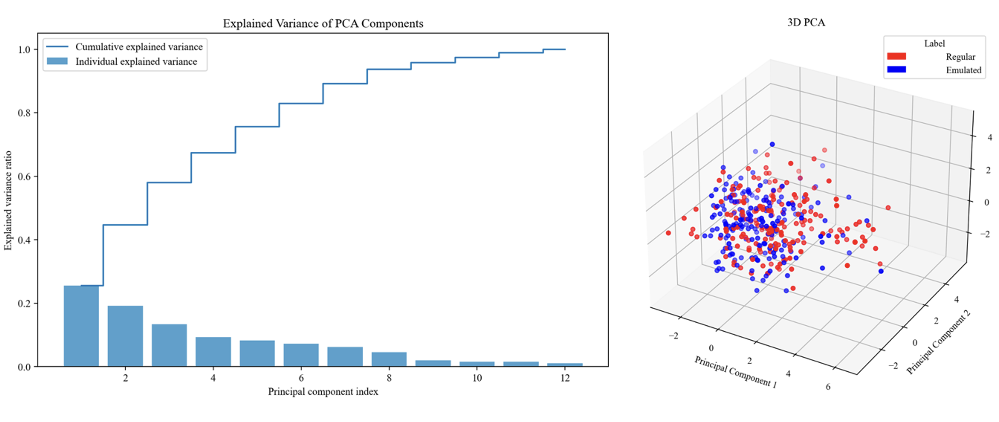 Explained Variance of PCA Components
Cumulative explained variance
Individual explained variance
Explained variance ratio
1.0
0.8
0.6
0.4
0.2
0.0
2 4 6 8 10 12
Principal component index
3D PCA
Label
Regular
Emulated
4
2
0
−2
−2 0 2 4 6
Principal Component 1
4
2
0
−2
Principal Component 2